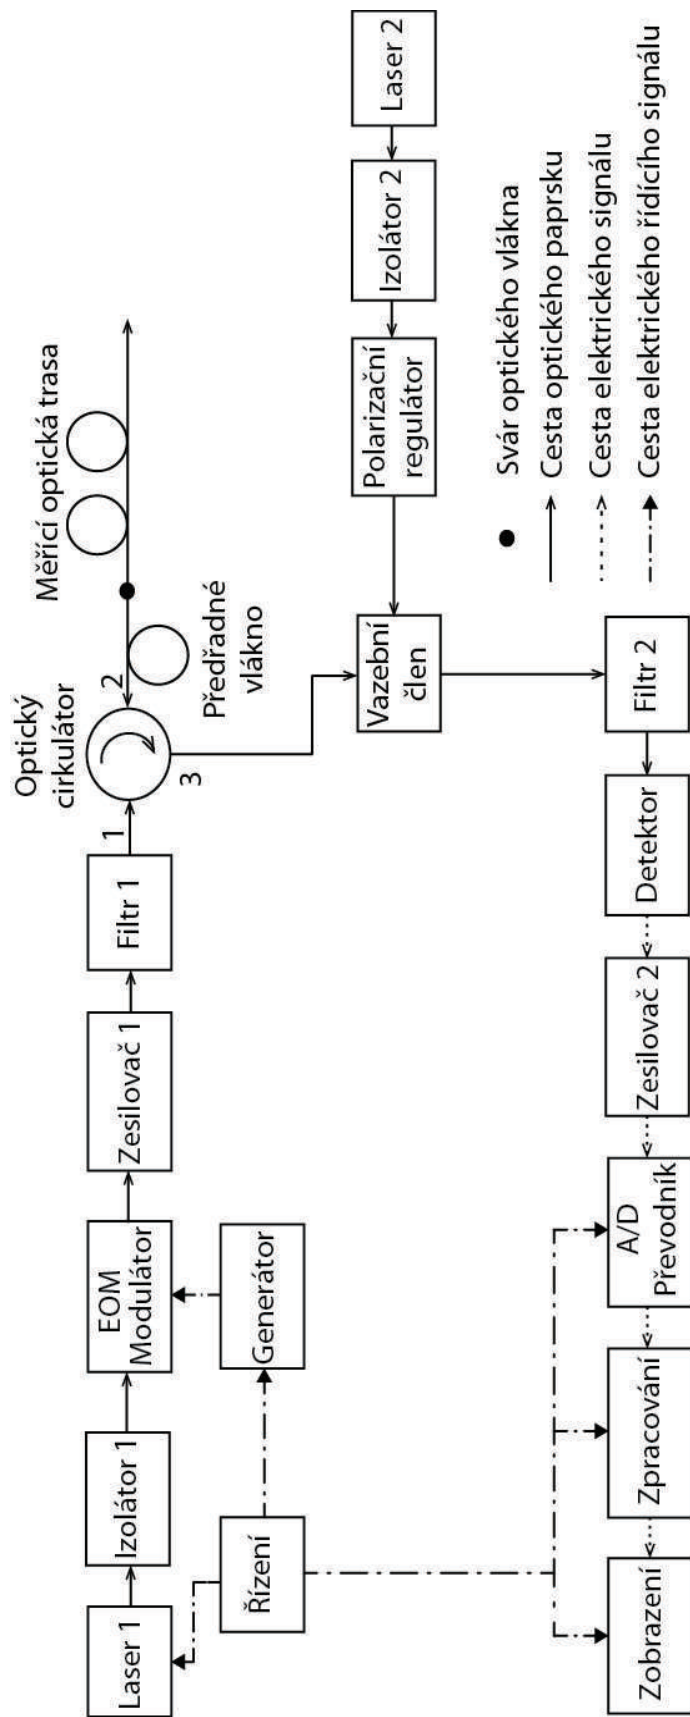 Laser 1
Izolátor 1
EOM
Modulátor
Zesilovač 1
Filtr 1
1
Optický
cirkulátor
2
3
Předřadné
vlákno
Měřící optická trasa
Řízení
Generátor
Vazební
člen
Polarizační
regulátor
Izolátor 2
Laser 2
Zobrazení
Zpracování
A/D
Převodník
Zesilovač 2
Detektor
Filtr 2
Svár optického vlákna
Cesta optického paprsku
Cesta elektrického signálu
Cesta elektrického řídícího signálu